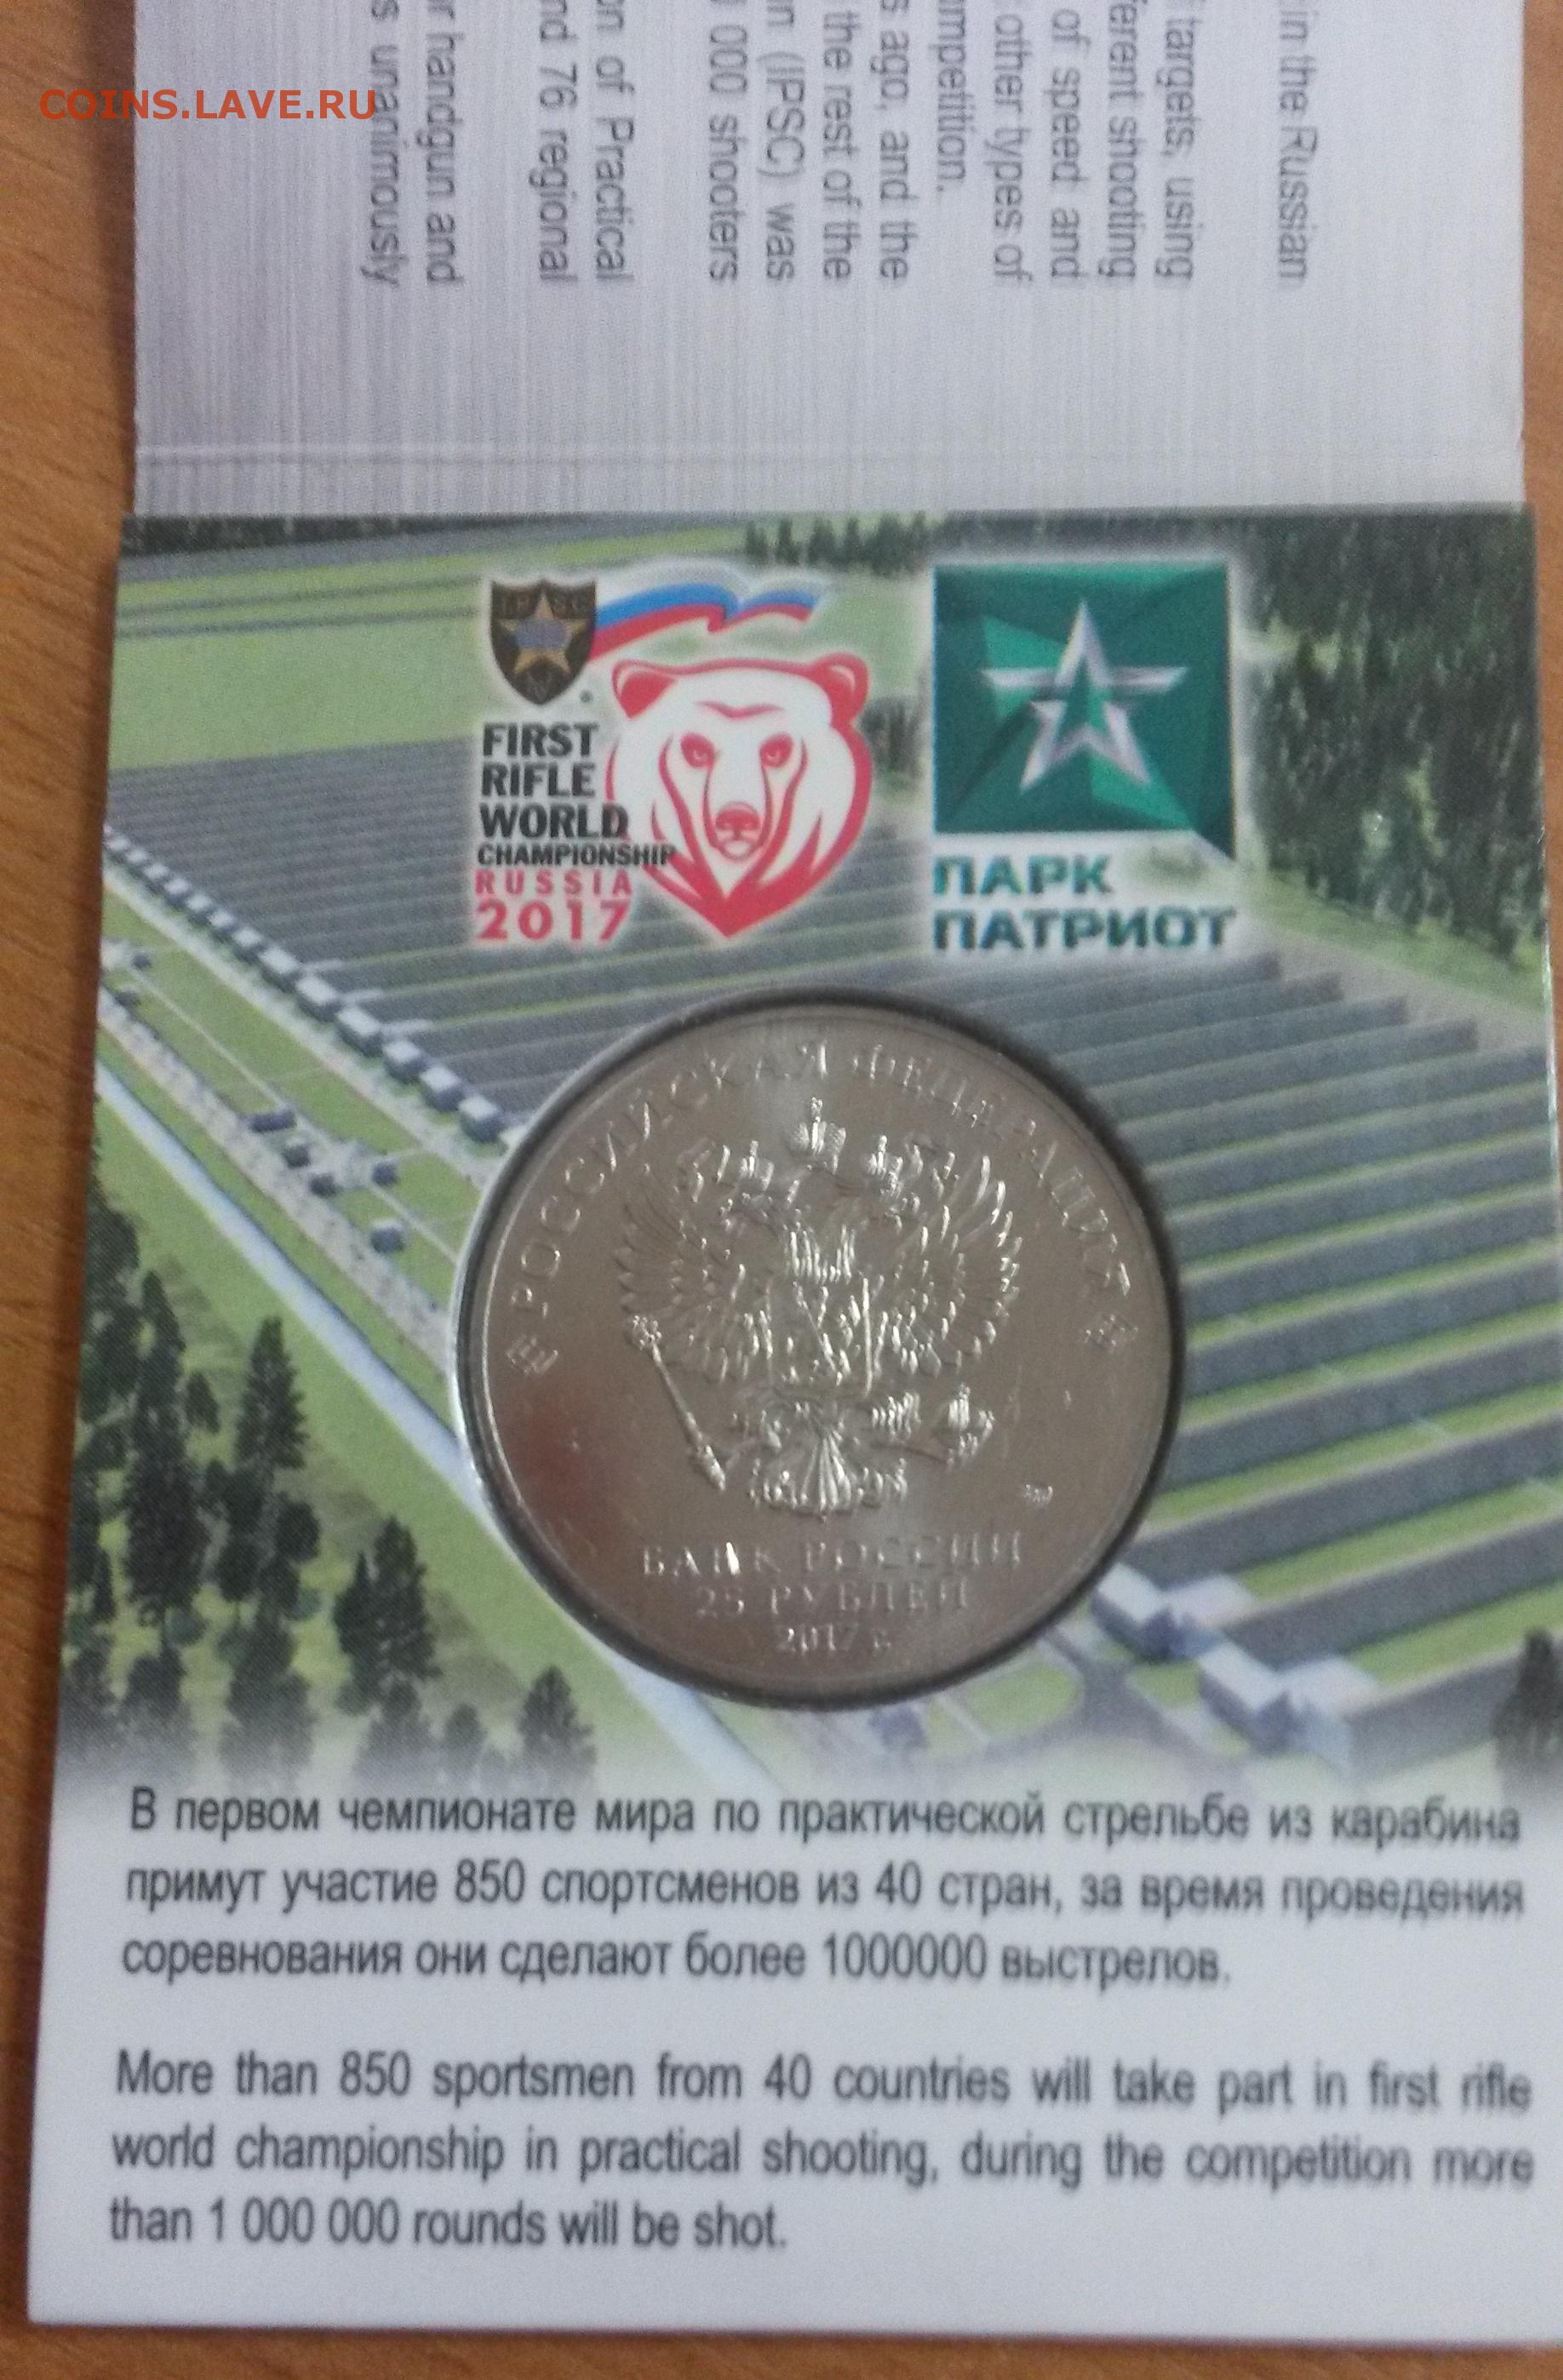 COINS.LAVE.RU
in the Russian
targets, using
ferent shooting
of speed and
other types of
ompetition.
s ago, and the
the rest of the
n (IPSC) was
000 shooters
on of Practical
nd 76 regional
or handgun and
s unanimously
IPSC
FIRST
RIFLE
WORLD
CHAMPIONSHIP
RUSSIA
2017
ПАРК
ПАТРИОТ
РОССИЙСКАЯ ФЕДЕРАЦИЯ
БАНК РОССИИ
25 РУБЛЕЙ
2017 г.
В первом чемпионате мира по практической стрельбе из карабина
примут участие 850 спортсменов из 40 стран, за время проведения
соревнования они сделают более 1000000 выстрелов.
More than 850 sportsmen from 40 countries will take part in first rifle
world championship in practical shooting, during the competition more
than 1 000 000 rounds will be shot.